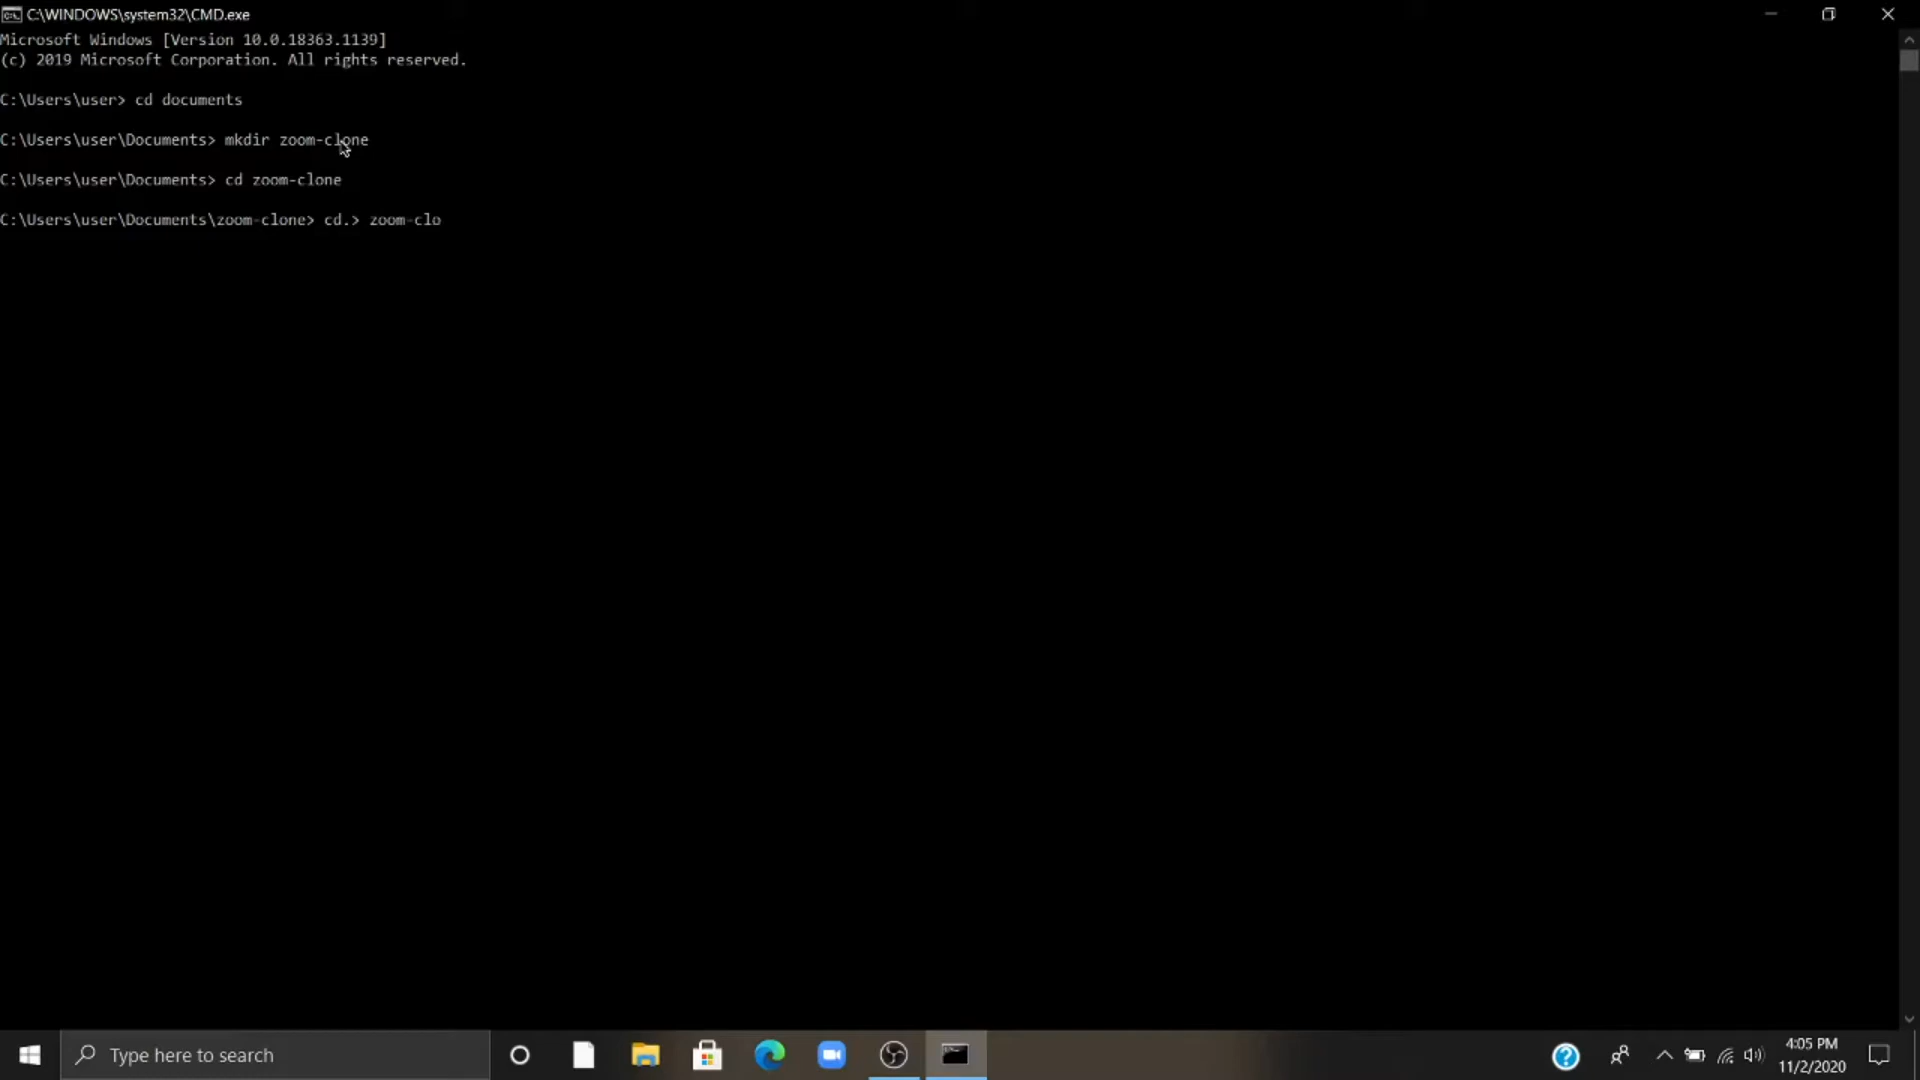 C:\WINDOWS\system32\CMD.exe
Microsoft Windows [Version 10.0.18363.1139]
(c) 2019 Microsoft Corporation. All rights reserved.
C:\Users\user> cd documents
C:\Users\user\Documents> mkdir zoom-clone
C:\Users\user\Documents> cd zoom-clone
C:\Users\user\Documents\zoom-clone> cd.> zoom-clo
Type here to search
4:05 PM
11/2/2020